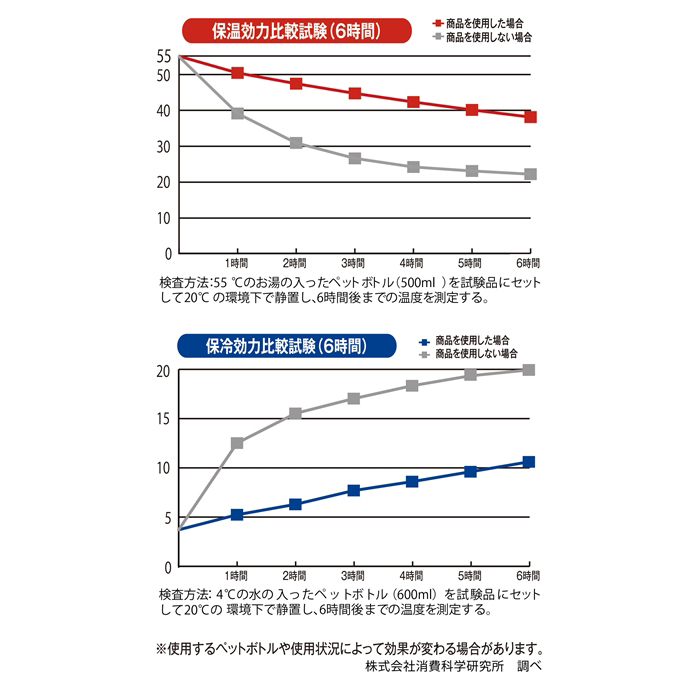 保温効力比較試験(6時間)
商品を使用した場合
商品を使用しない場合
55
50
40
30
20
10
0
1時間 2時間 3時間 4時間 5時間 6時間
検査方法:55 ℃のお湯の入ったペットボトル(500ml )を試験品にセット
して20℃ の環境下で静置し、6時間後までの温度を測定する。
保冷効力比較試験(6時間)
商品を使用した場合
商品を使用しない場合
20
15
10
5
0
1時間 2時間 3時間 4時間 5時間 6時間
検査方法: 4℃の水の入ったペットボトル(600ml) を試験品にセット
して20℃の 環境下で静置し、6時間後までの温度を測定する。
※使用するペットボトルや使用状況によって効果が変わる場合があります。
株式会社消費科学研究所 調べ